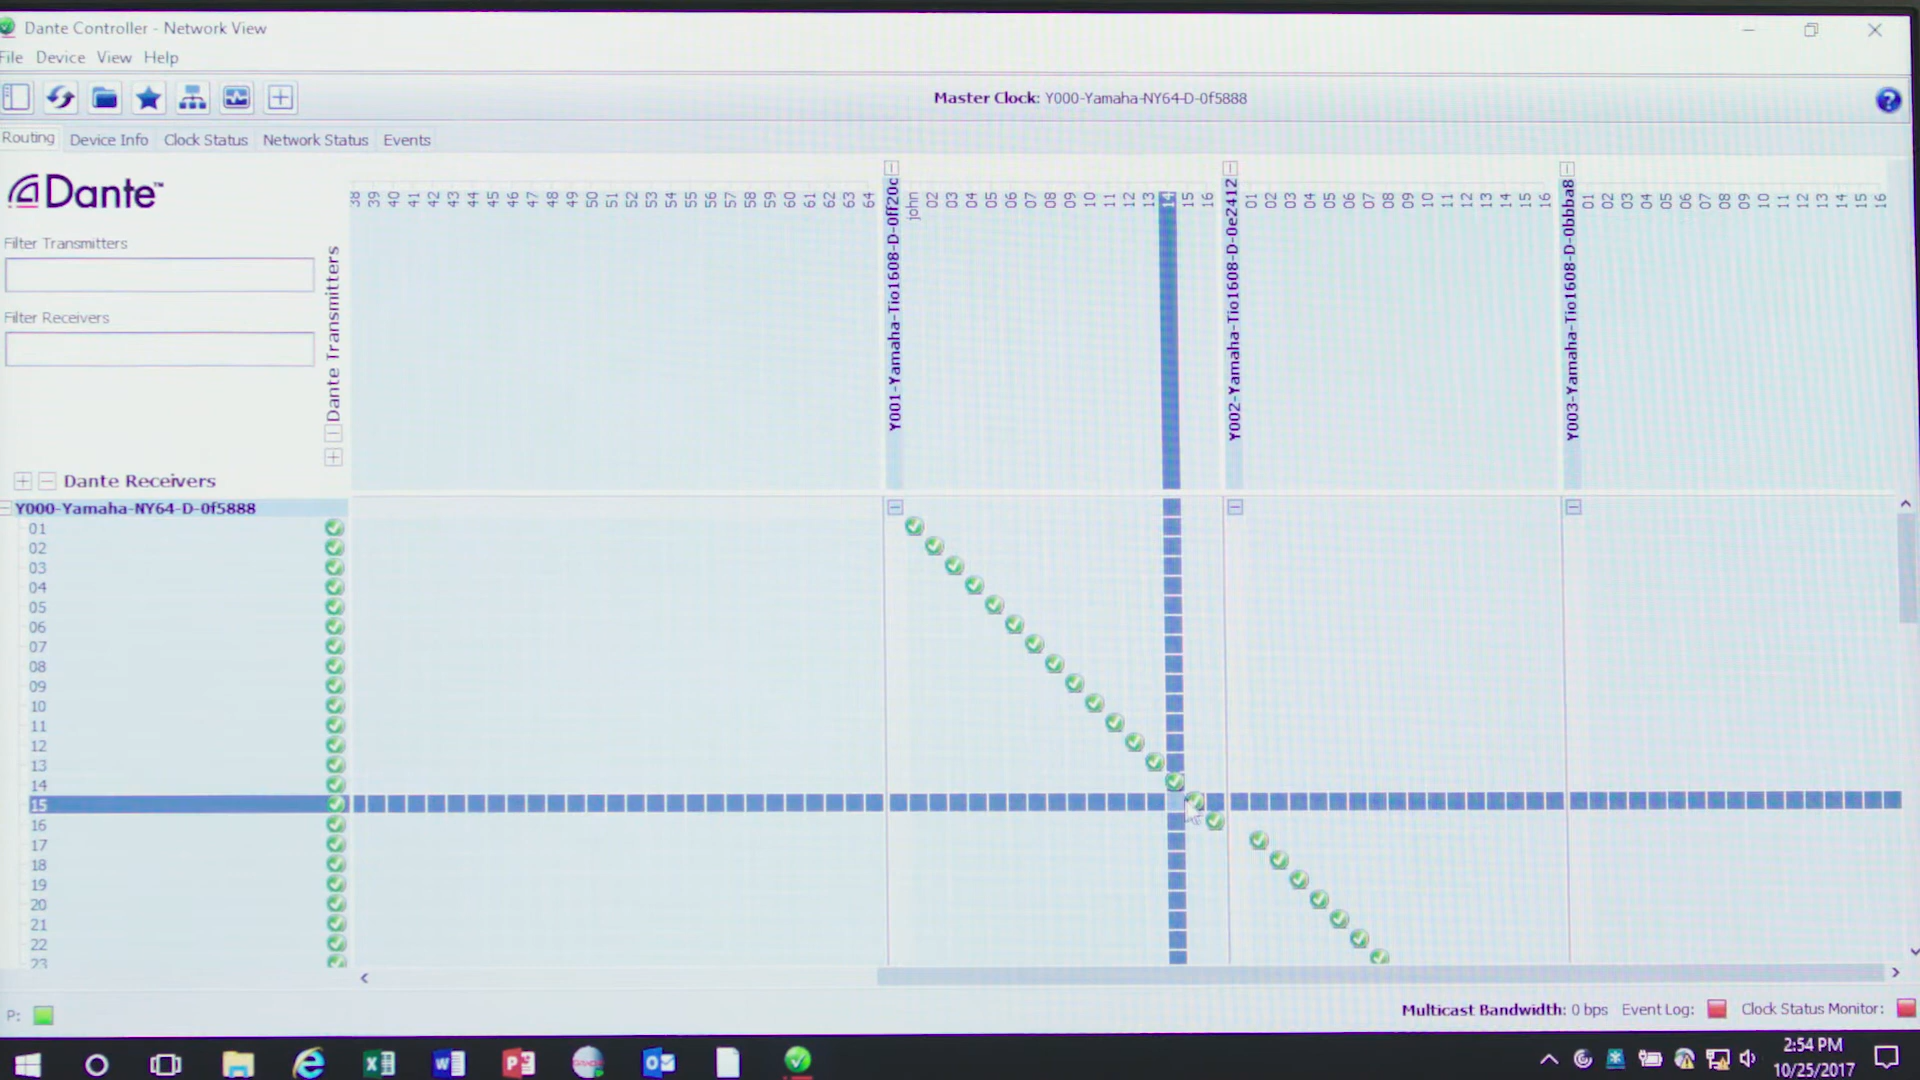 Dante Controller - Network View
File Device View Help
Master Clock: Y000-Yamaha-NY64-D-0f5888
?
Routing Device Info Clock Status Network Status Events
Dante™
Filter Transmitters
Filter Receivers
Dante Transmitters
38 39 40 41 42 43 44 45 46 47 48 49 50 51 52 53 54 55 56 57 58 59 60 61 62 63 64
Y001-Yamaha-Tio1608-D-0ff20c
john 02 03 04 05 06 07 08 09 10 11 12 13 14 15 16
Y002-Yamaha-Tio1608-D-0e2412
01 02 03 04 05 06 07 08 09 10 11 12 13 14 15 16
Y003-Yamaha-Tio1608-D-0bbba8
01 02 03 04 05 06 07 08 09 10 11 12 13 14 15 16
Dante Receivers
Y000-Yamaha-NY64-D-0f5888
01
02
03
04
05
06
07
08
09
10
11
12
13
14
15
16
17
18
19
20
21
22
23
P: Multicast Bandwidth: 0 bps Event Log: Clock Status Monitor:
2:54 PM
10/25/2017